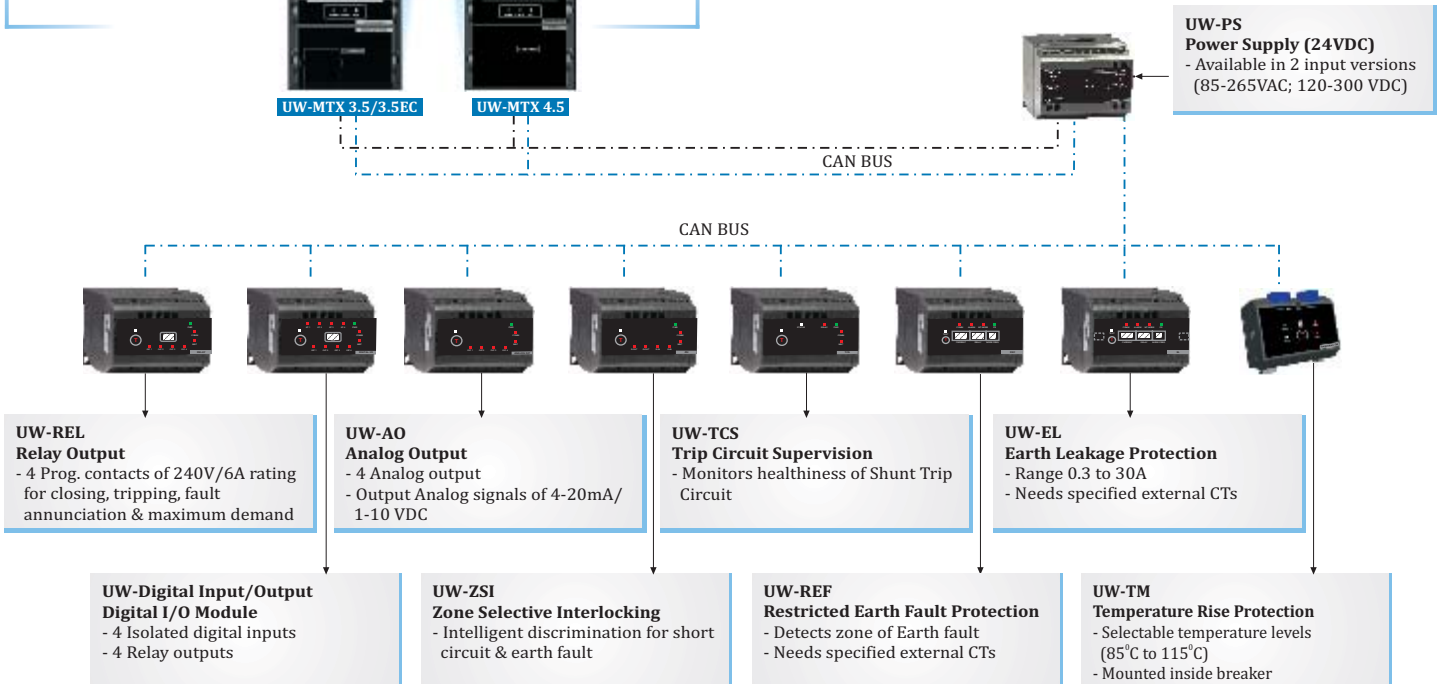 UW-PS
Power Supply (24VDC)
- Available in 2 input versions
(85-265VAC; 120-300 VDC)
UW-MTX 3.5/3.5EC
UW-MTX 4.5
CAN BUS
CAN BUS
UW-REL
Relay Output
- 4 Prog. contacts of 240V/6A rating
for closing, tripping, fault
annunciation & maximum demand
UW-AO
Analog Output
- 4 Analog output
- Output Analog signals of 4-20mA/
1-10 VDC
UW-TCS
Trip Circuit Supervision
- Monitors healthiness of Shunt Trip
Circuit
UW-EL
Earth Leakage Protection
- Range 0.3 to 30A
- Needs specified external CTs
UW-Digital Input/Output
Digital I/O Module
- 4 Isolated digital inputs
- 4 Relay outputs
UW-ZSI
Zone Selective Interlocking
- Intelligent discrimination for short
circuit & earth fault
UW-REF
Restricted Earth Fault Protection
- Detects zone of Earth fault
- Needs specified external CTs
UW-TM
Temperature Rise Protection
- Selectable temperature levels
(85⁰C to 115⁰C)
- Mounted inside breaker